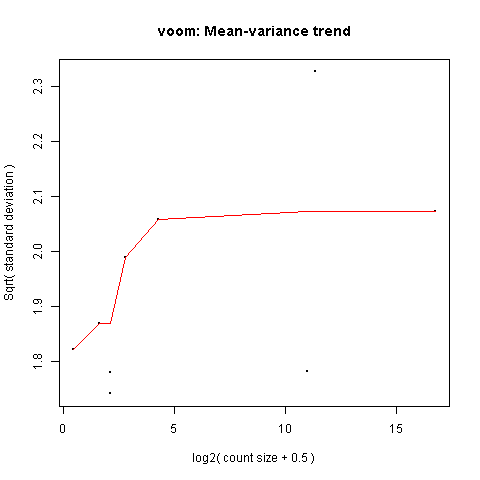 voom: Mean-variance trend
Sqrt( standard deviation )
2.3
2.2
2.1
2.0
1.9
1.8
0 5 10 15
log2( count size + 0.5 )